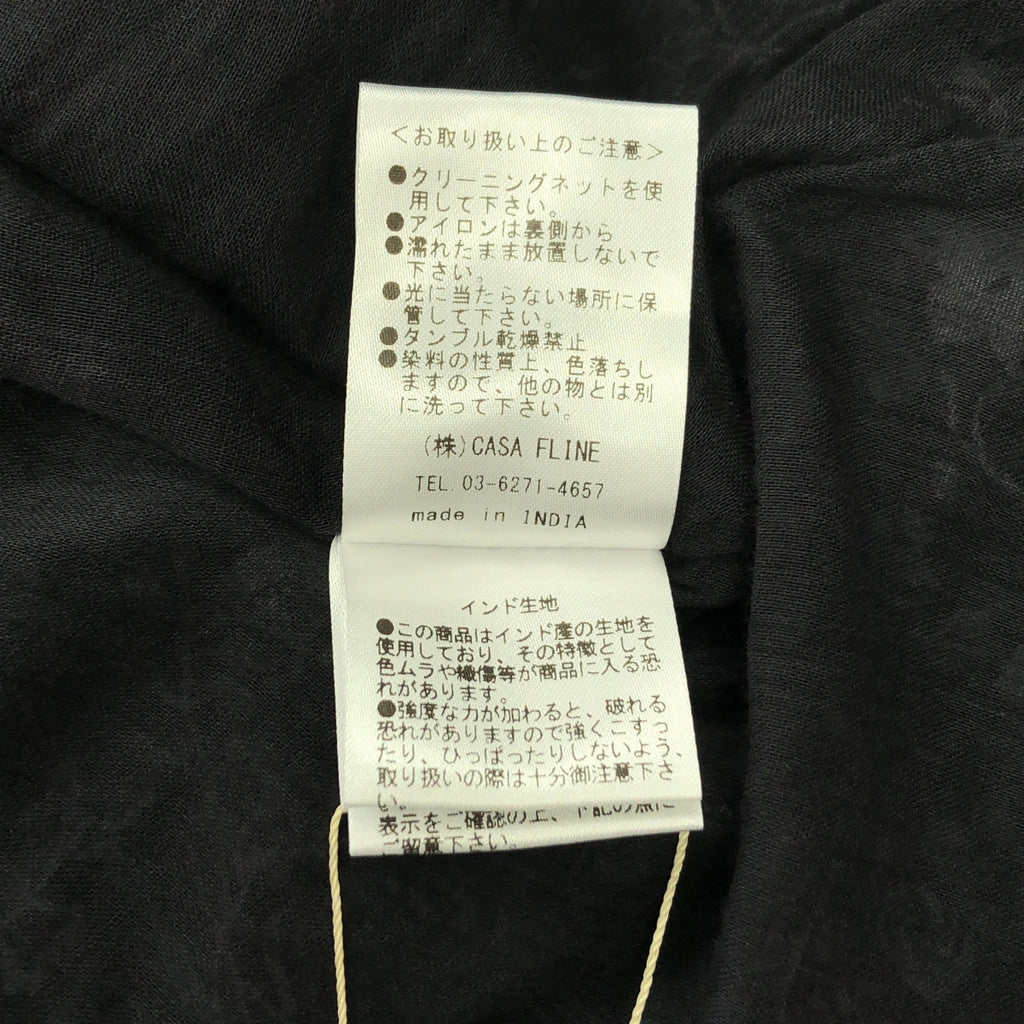 ＜お取り扱い上のご注意＞
●クリーニングネットを使
用して下さい。
●アイロンは裏側から
●濡れたまま放置しないで
下さい。
●光に当たらない場所に保
管して下さい。
●タンブル乾燥禁止
●染料の性質上、色落ちし
ますので、他の物とは別
に洗って下さい。
(株)CASA FLINE
TEL. 03-6271-4657
made in INDIA
インド生地
●この商品はインド産の生地を
使用しており、その特徴として
色ムラや織傷等が商品に入る恐
れがあります。
●強度な力が加わると、破れる
恐れがありますので強くこすっ
たり、ひっぱったりしないよう、
取り扱いの際は十分御注意下さ
い。
表示をご確認の上、下記の点に
ご留意下さい。